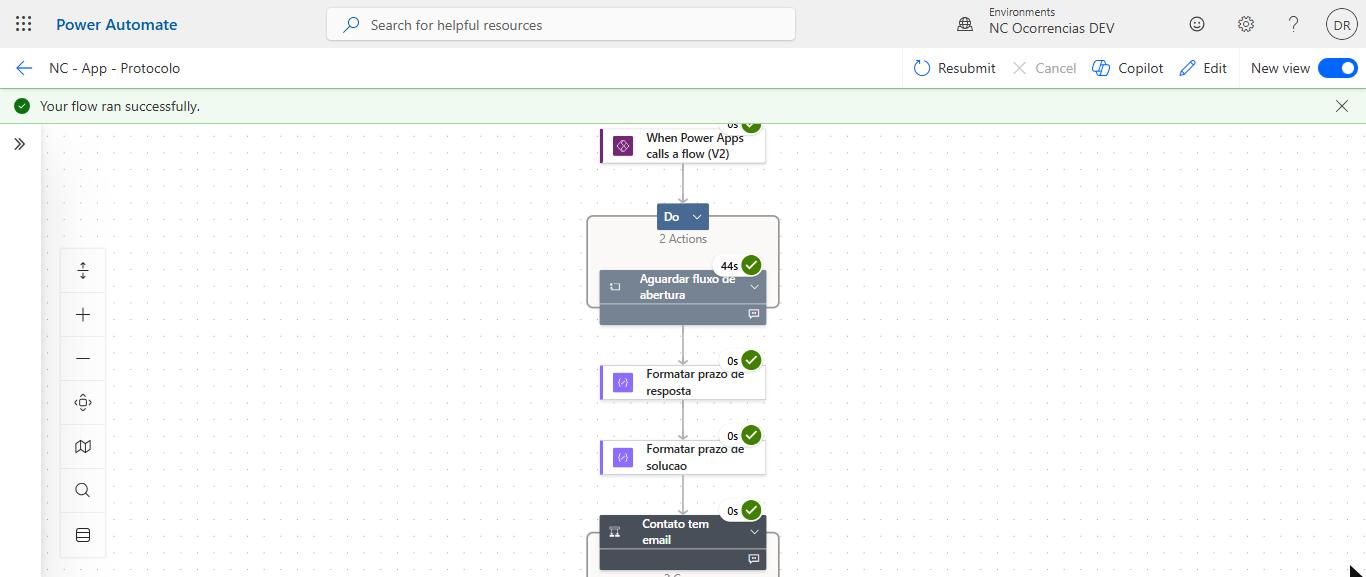 Power Automate
Search for helpful resources
Environments
NC Ocorrencias DEV
DR
NC - App - Protocolo
Resubmit
Cancel
Copilot
Edit
New view
Your flow ran successfully.
0s
When Power Apps
calls a flow (V2)
Do
2 Actions
44s
Aguardar fluxo de
abertura
0s
Formatar prazo de
resposta
0s
Formatar prazo de
solucao
0s
Contato tem
email